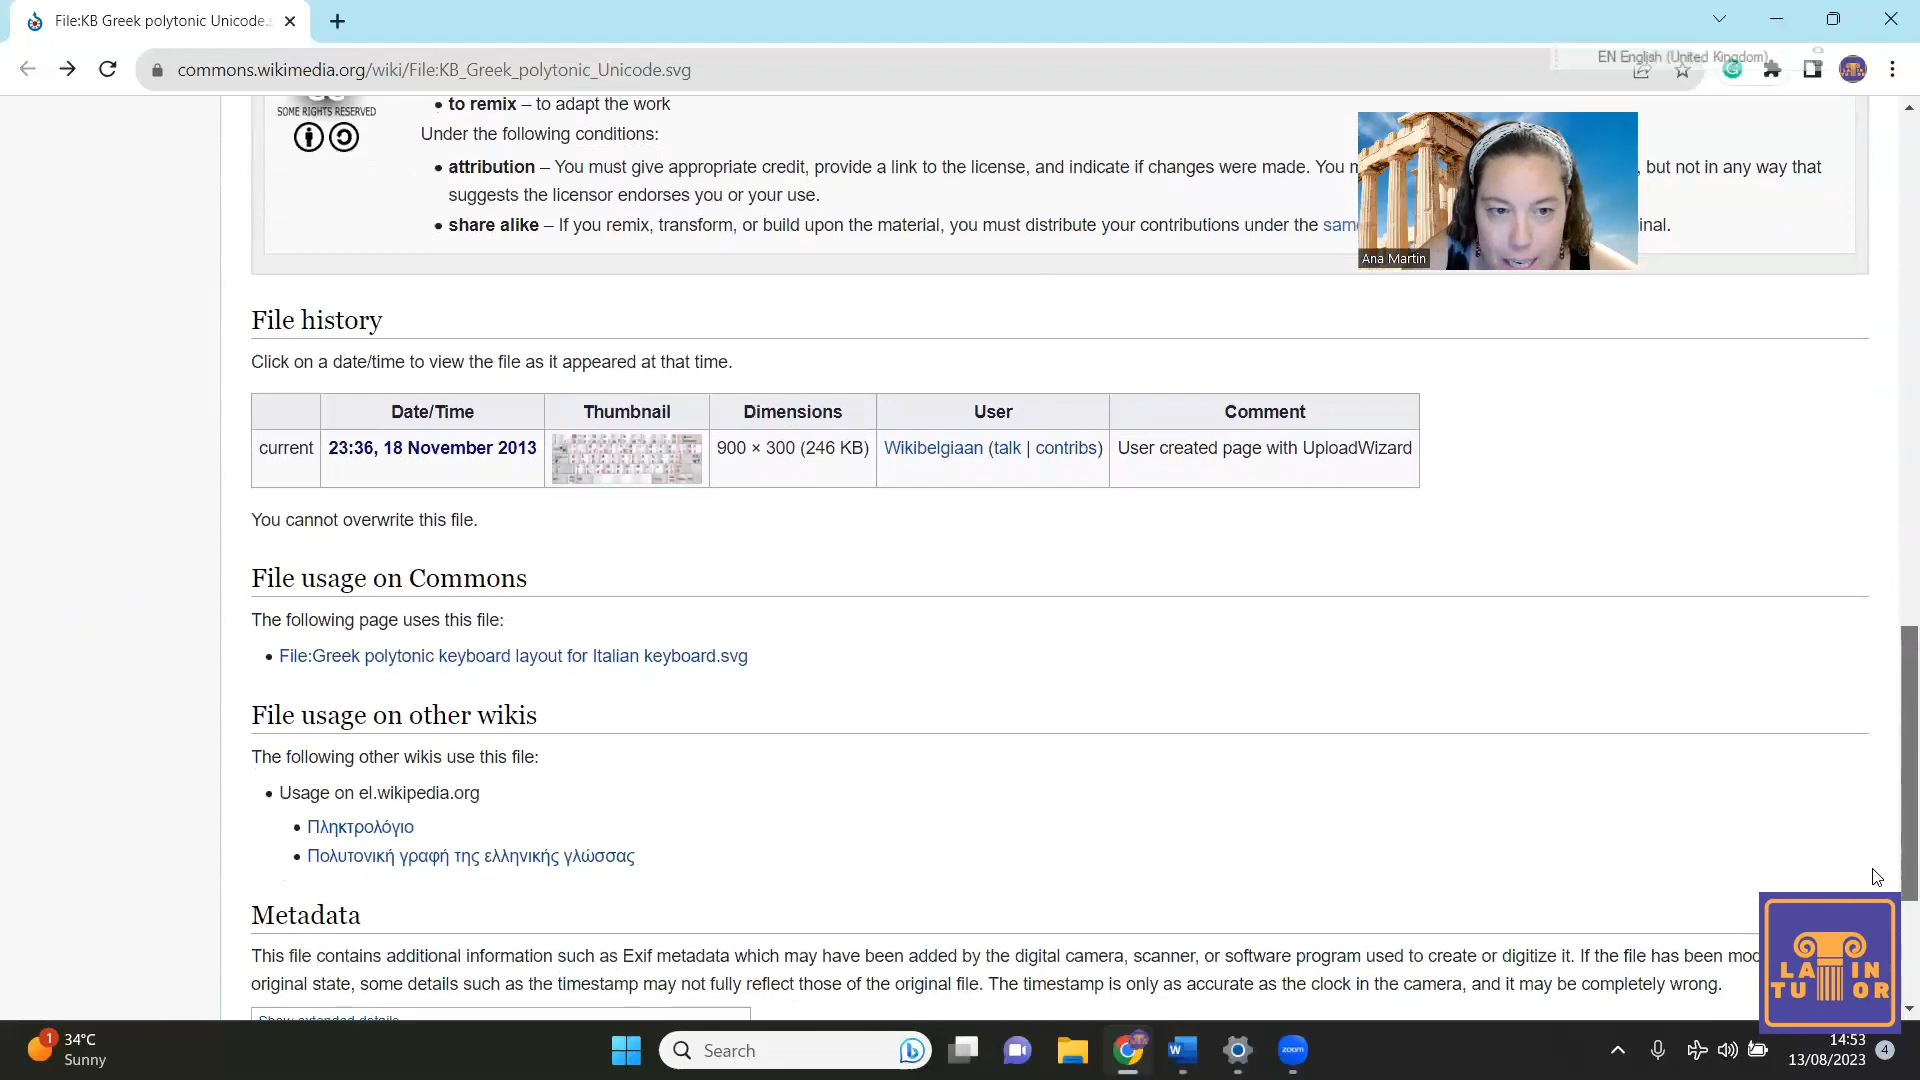 File:KB Greek polytonic Unicode.s
EN English (United Kingdom)
commons.wikimedia.org/wiki/File:KB_Greek_polytonic_Unicode.svg
SOME RIGHTS RESERVED
• to remix – to adapt the work
Under the following conditions:
• attribution – You must give appropriate credit, provide a link to the license, and indicate if changes were made. You m , but not in any way that
suggests the licensor endorses you or your use.
• share alike – If you remix, transform, or build upon the material, you must distribute your contributions under the sam inal.
Ana Martin
File history
Click on a date/time to view the file as it appeared at that time.
Date/Time Thumbnail Dimensions User Comment
current 23:36, 18 November 2013 900 × 300 (246 KB) Wikibelgiaan (talk | contribs) User created page with UploadWizard
You cannot overwrite this file.
File usage on Commons
The following page uses this file:
• File:Greek polytonic keyboard layout for Italian keyboard.svg
File usage on other wikis
The following other wikis use this file:
• Usage on el.wikipedia.org
• Πληκτρολόγιο
• Πολυτονική γραφή της ελληνικής γλώσσας
Metadata
This file contains additional information such as Exif metadata which may have been added by the digital camera, scanner, or software program used to create or digitize it. If the file has been mod
original state, some details such as the timestamp may not fully reflect those of the original file. The timestamp is only as accurate as the clock in the camera, and it may be completely wrong.
Show extended details
LA IN
TU OR
1
34°C
Sunny
Search
zoom
14:53
13/08/2023
4